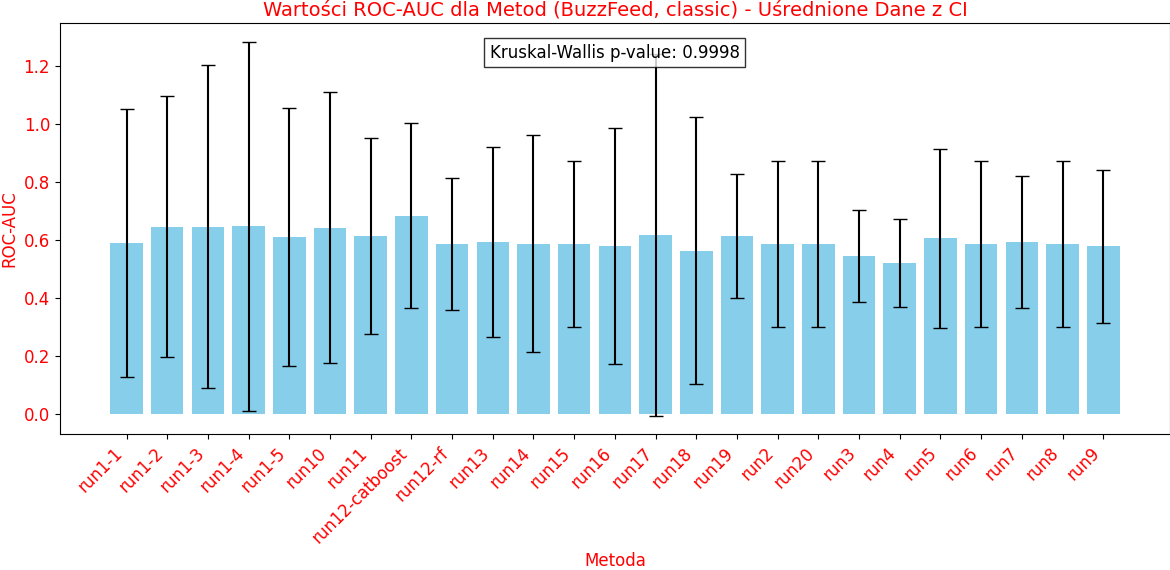 Wartości ROC-AUC dla Metod (BuzzFeed, classic) - Uśrednione Dane z CI
Kruskal-Wallis p-value: 0.9998
ROC-AUC
1.2
1.0
0.8
0.6
0.4
0.2
0.0
run1-1
run1-2
run1-3
run1-4
run1-5
run10
run11
run12-catboost
run12-rf
run13
run14
run15
run16
run17
run18
run19
run2
run20
run3
run4
run5
run6
run7
run8
run9
Metoda